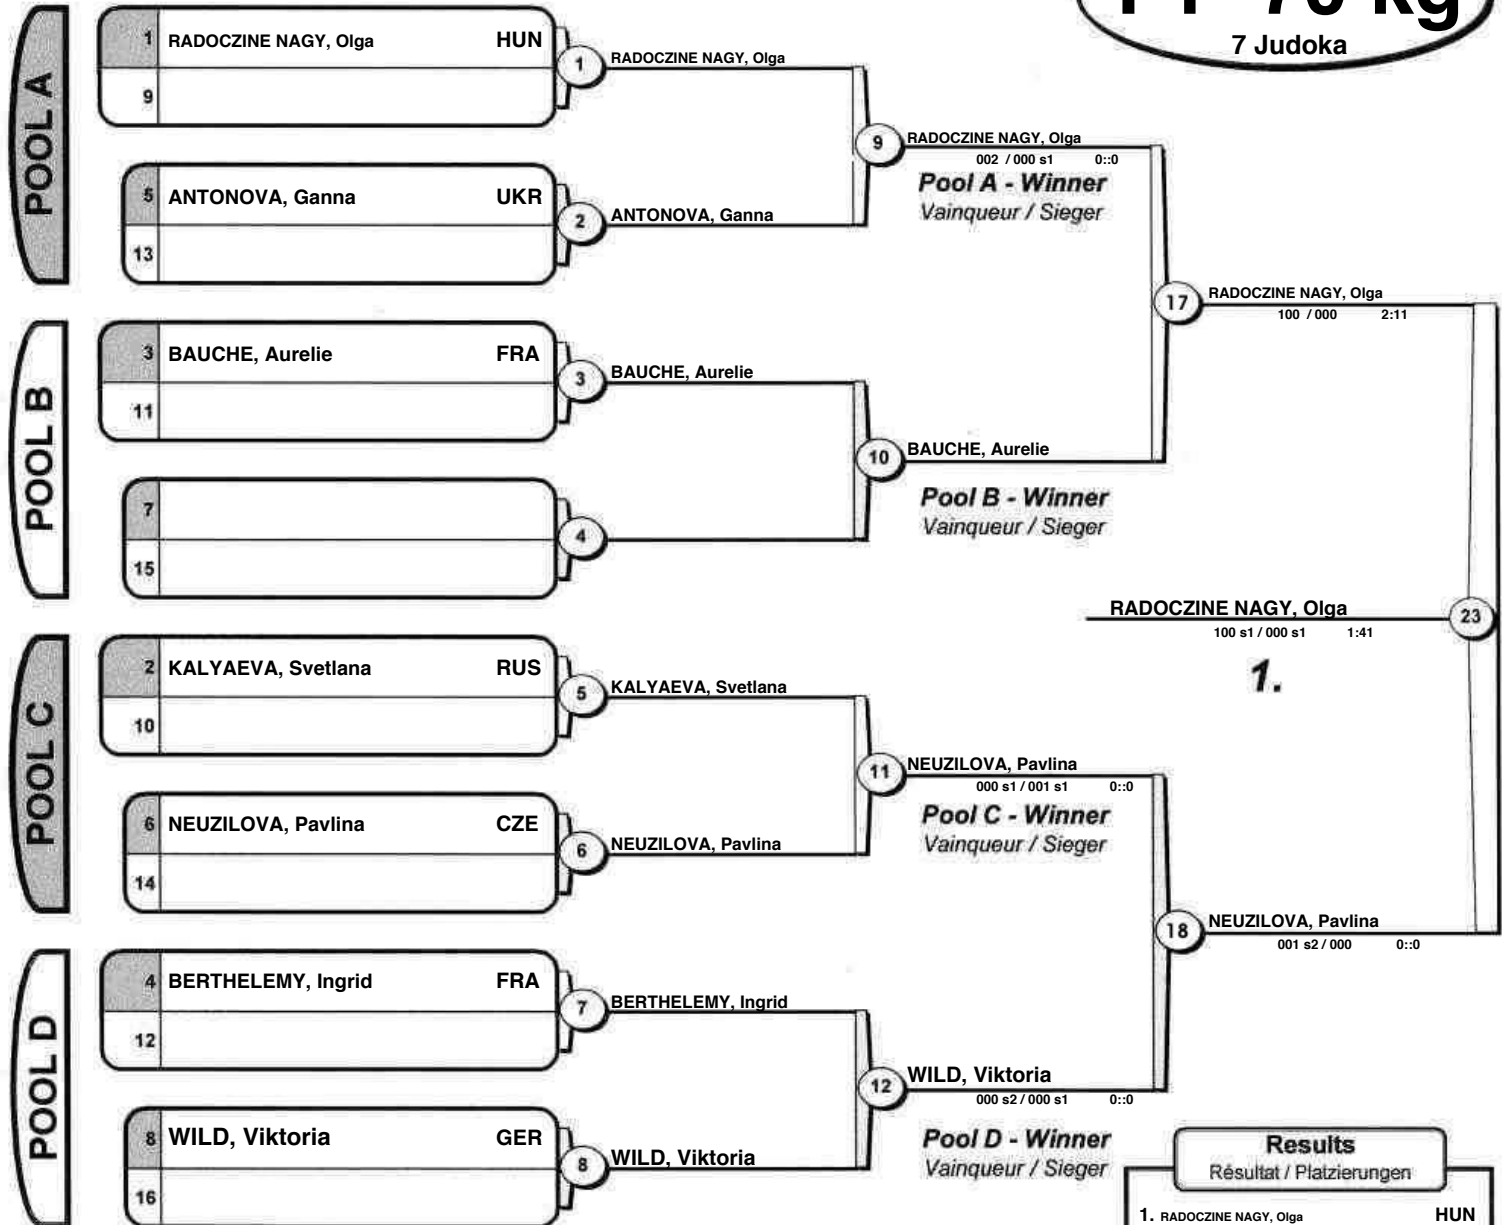 7 Judoka
POOL A
1 RADOCZINE NAGY, Olga HUN
9
1 RADOCZINE NAGY, Olga
5 ANTONOVA, Ganna UKR
13
2 ANTONOVA, Ganna
9 RADOCZINE NAGY, Olga
002 / 000 s1 0::0
Pool A - Winner
Vainqueur / Sieger
POOL B
3 BAUCHE, Aurelie FRA
11
3 BAUCHE, Aurelie
7
15
4
10 BAUCHE, Aurelie
Pool B - Winner
Vainqueur / Sieger
17 RADOCZINE NAGY, Olga
100 / 000 2:11
RADOCZINE NAGY, Olga 23
100 s1 / 000 s1 1:41
1.
POOL C
2 KALYAEVA, Svetlana RUS
10
5 KALYAEVA, Svetlana
6 NEUZILOVA, Pavlina CZE
14
6 NEUZILOVA, Pavlina
11 NEUZILOVA, Pavlina
000 s1 / 001 s1 0::0
Pool C - Winner
Vainqueur / Sieger
18 NEUZILOVA, Pavlina
001 s2 / 000 0::0
POOL D
4 BERTHELEMY, Ingrid FRA
12
7 BERTHELEMY, Ingrid
8 WILD, Viktoria GER
16
8 WILD, Viktoria
12 WILD, Viktoria
000 s2 / 000 s1 0::0
Pool D - Winner
Vainqueur / Sieger
Results
Résultat / Platzierungen
1. RADOCZINE NAGY, Olga HUN